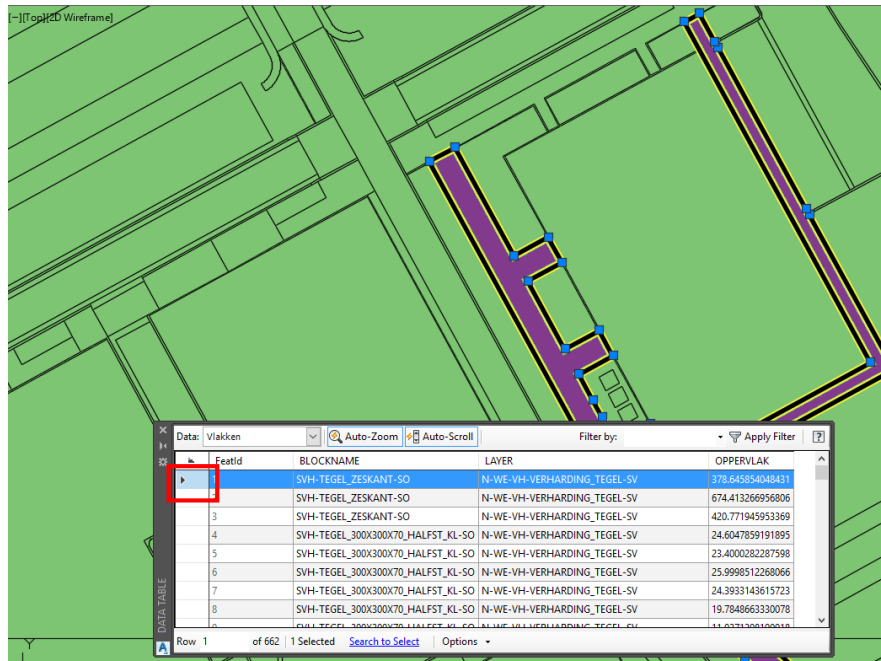 [−][Top][2D Wireframe]
Data: Vlakken Auto-Zoom Auto-Scroll Filter by: Apply Filter ?
FeatId BLOCKNAME LAYER OPPERVLAK
SVH-TEGEL_ZESKANT-SO N-WE-VH-VERHARDING_TEGEL-SV 378.645854048431
SVH-TEGEL_ZESKANT-SO N-WE-VH-VERHARDING_TEGEL-SV 674.413266956806
3 SVH-TEGEL_ZESKANT-SO N-WE-VH-VERHARDING_TEGEL-SV 420.771945953369
4 SVH-TEGEL_300X300X70_HALFST_KL-SO N-WE-VH-VERHARDING_TEGEL-SV 24.6047859191895
5 SVH-TEGEL_300X300X70_HALFST_KL-SO N-WE-VH-VERHARDING_TEGEL-SV 23.4000282287598
6 SVH-TEGEL_300X300X70_HALFST_KL-SO N-WE-VH-VERHARDING_TEGEL-SV 25.9998512268066
7 SVH-TEGEL_300X300X70_HALFST_KL-SO N-WE-VH-VERHARDING_TEGEL-SV 24.3933143615723
8 SVH-TEGEL_300X300X70_HALFST_KL-SO N-WE-VH-VERHARDING_TEGEL-SV 19.7848663330078
Row 1 of 662 1 Selected Search to Select Options
DATA TABLE
Y